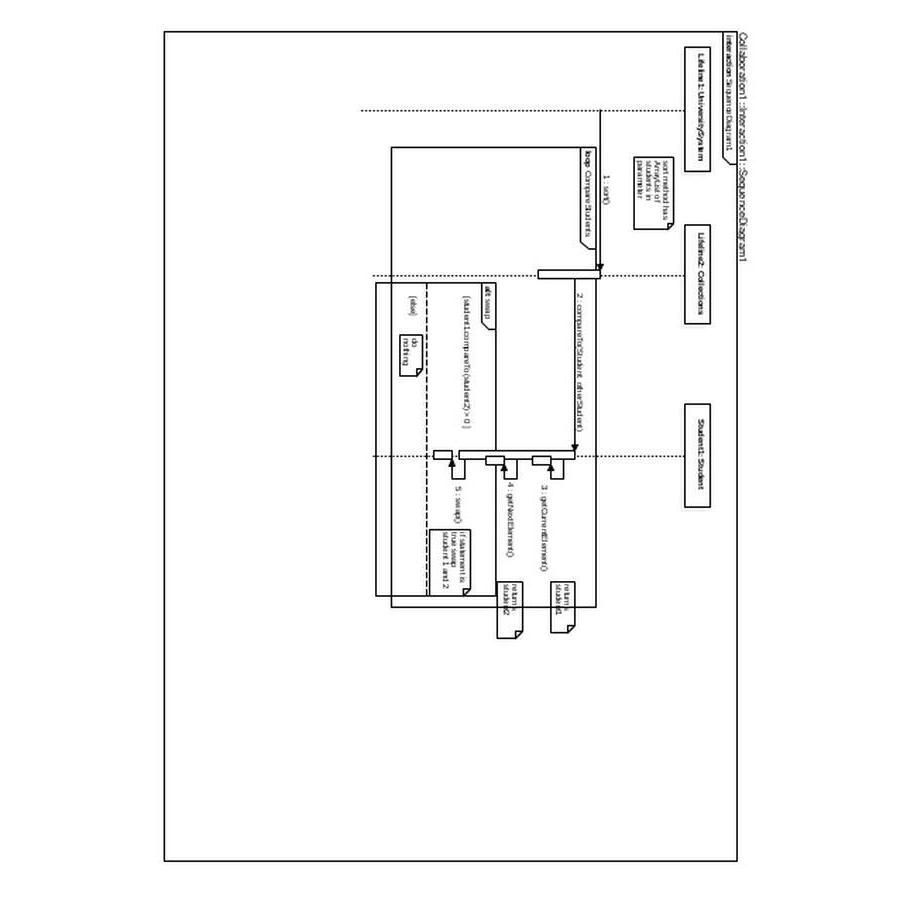 Collaboration1::Interaction1::SequenceDiagram1
interaction SequenceDiagram1
Lifeline1: UniversitySystem
Lifeline2: Collections
Student1: Student
sort method has
ArrayList of
students in
parameter
1 : sort()
loop CompareStudents
2 : compareTo(Student otherStudent)
3 : getCurrentElement()
returns
student1
4 : getNextElement()
returns
student2
alt swap
[student1.compareTo(student2) > 0 ]
5 : swap()
if statement is
true swap
student 1 and 2
[else]
do
nothing